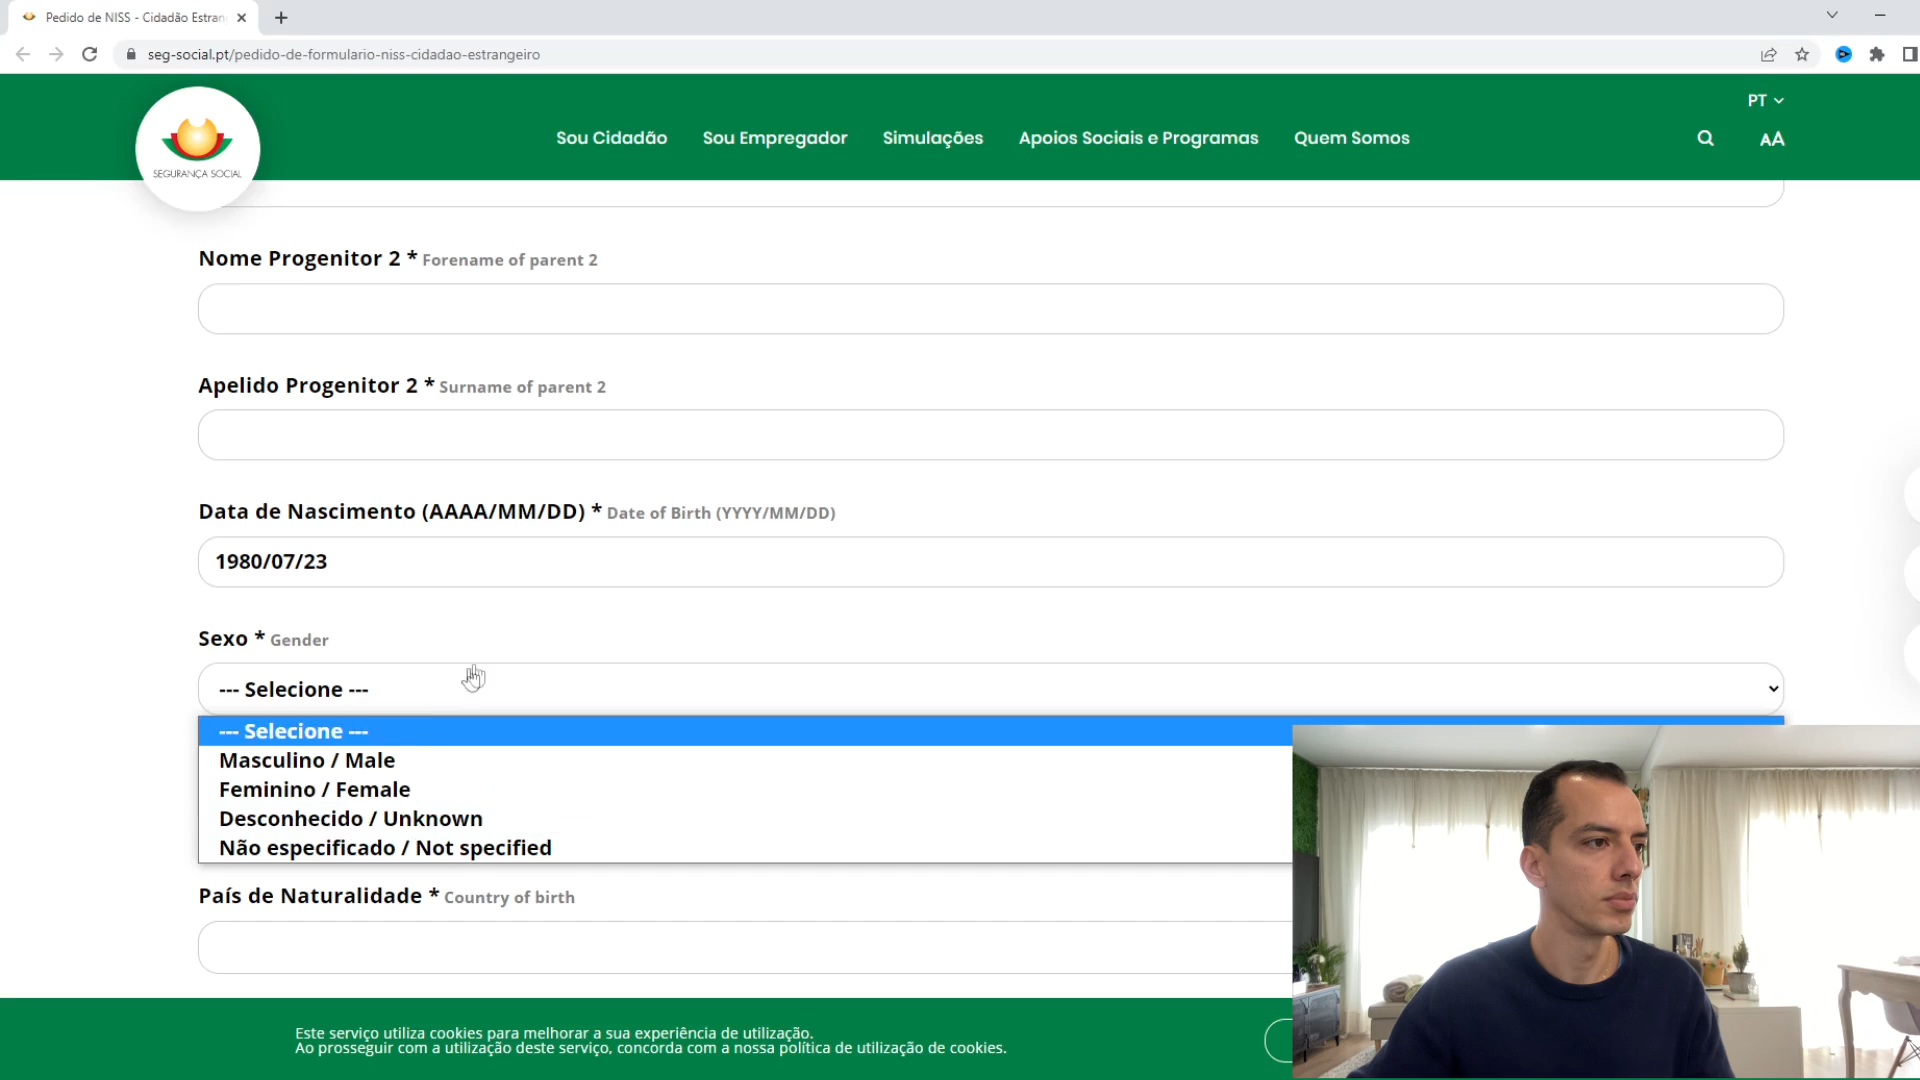 Pedido de NISS - Cidadão Estran
seg-social.pt/pedido-de-formulario-niss-cidadao-estrangeiro
PT
SEGURANÇA SOCIAL
Sou Cidadão Sou Empregador Simulações Apoios Sociais e Programas Quem Somos AA
Nome Progenitor 2 * Forename of parent 2
Apelido Progenitor 2 * Surname of parent 2
Data de Nascimento (AAAA/MM/DD) * Date of Birth (YYYY/MM/DD)
1980/07/23
Sexo * Gender
--- Selecione ---
--- Selecione ---
Masculino / Male
Feminino / Female
Desconhecido / Unknown
Não especificado / Not specified
País de Naturalidade * Country of birth
Este serviço utiliza cookies para melhorar a sua experiência de utilização.
Ao prosseguir com a utilização deste serviço, concorda com a nossa política de utilização de cookies.